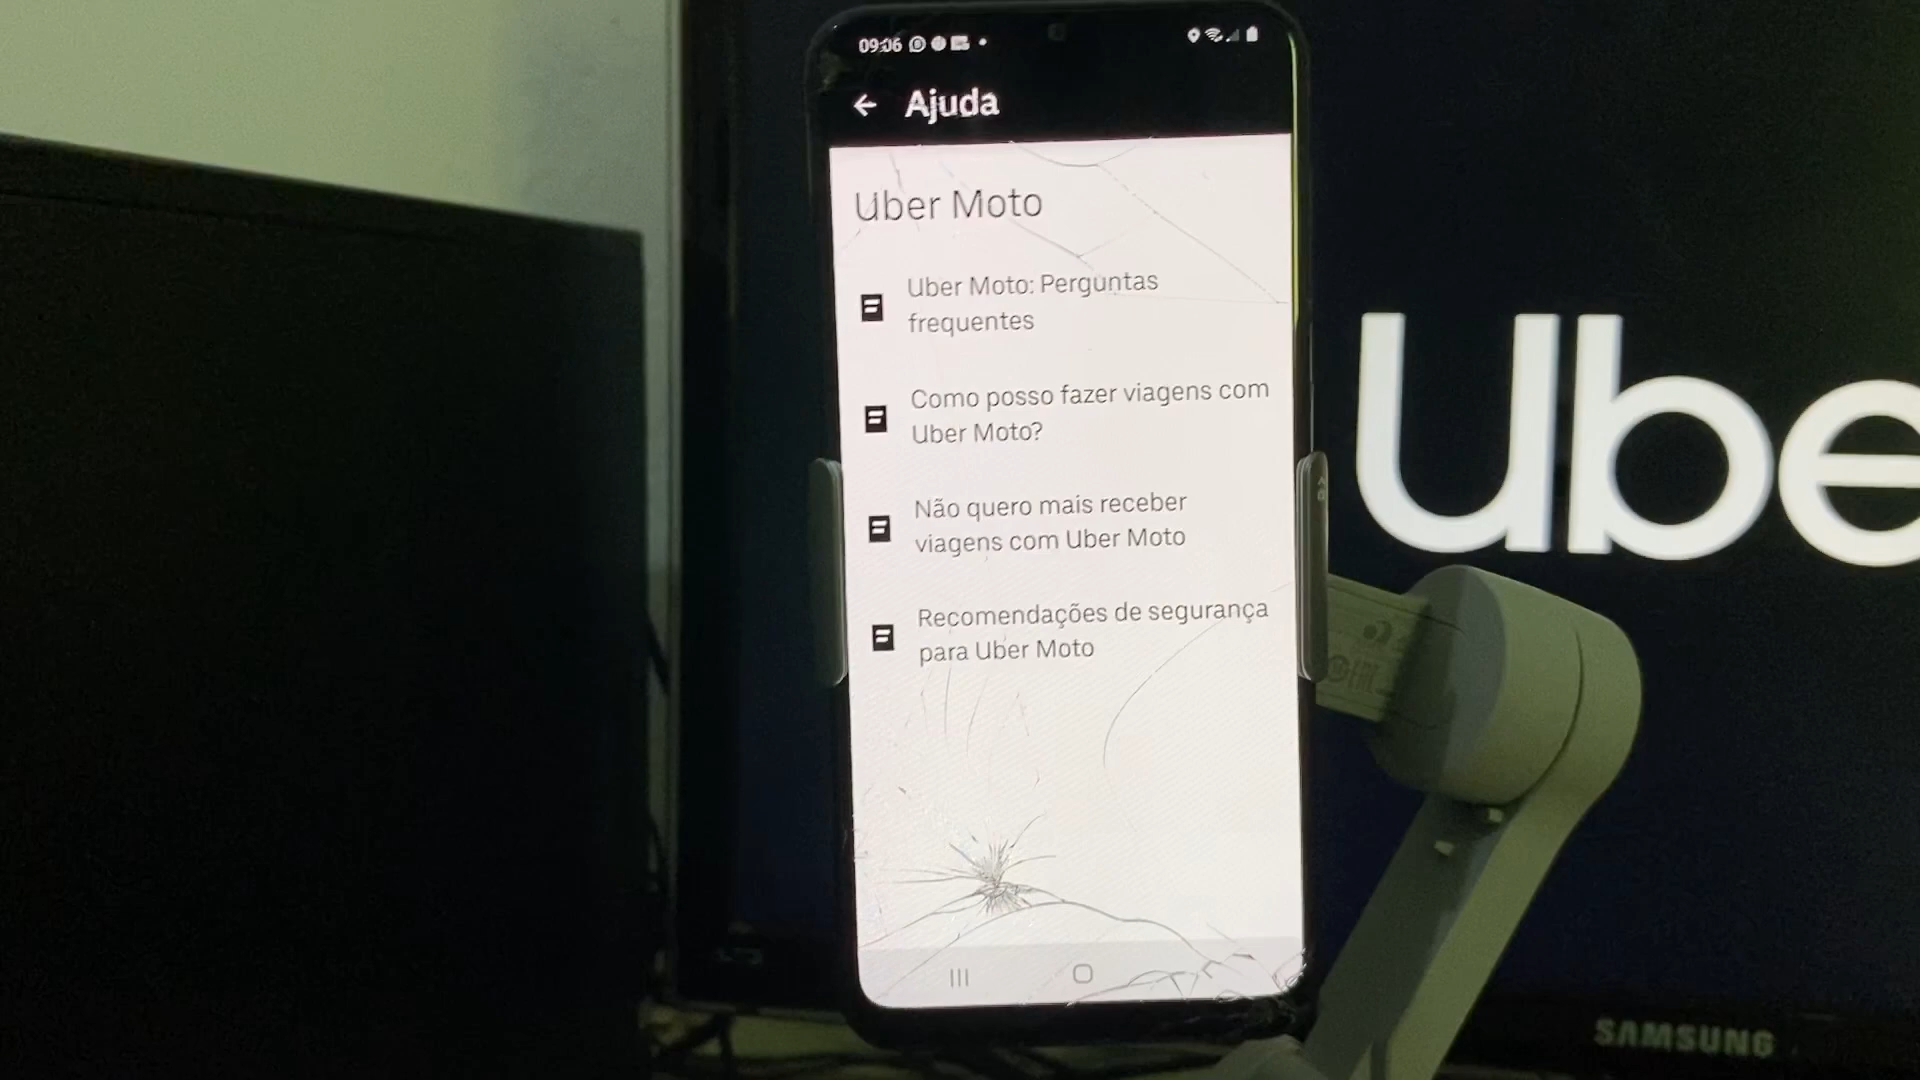 09:06
Ajuda
Uber Moto
Uber Moto: Perguntas
frequentes
Como posso fazer viagens com
Uber Moto?
Não quero mais receber
viagens com Uber Moto
Recomendações de segurança
para Uber Moto
Ube
SAMSUNG